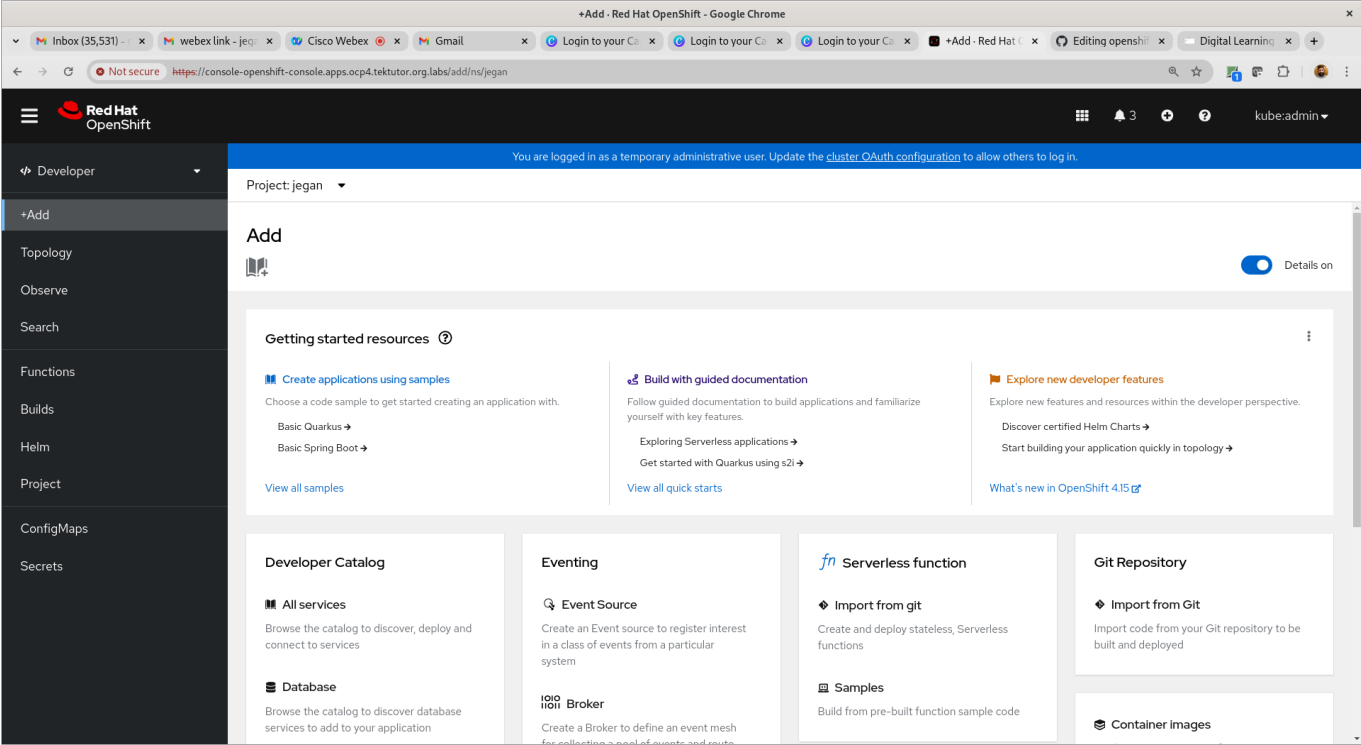 +Add · Red Hat OpenShift - Google Chrome
Inbox (35,531) -
webex link - jega
Cisco Webex
Gmail
Login to your Ca
Login to your Ca
Login to your Ca
+Add · Red Hat O
Editing openshif
Digital Learning
Not secure
https://console-openshift-console.apps.ocp4.tektutor.org.labs/add/ns/jegan
1
Red Hat
OpenShift
3
kube:admin
You are logged in as a temporary administrative user. Update the cluster OAuth configuration to allow others to log in.
Developer
Project: jegan
+Add
Topology
Observe
Search
Functions
Builds
Helm
Project
ConfigMaps
Secrets
Add
Details on
Getting started resources
Create applications using samples
Choose a code sample to get started creating an application with.
Basic Quarkus
Basic Spring Boot
View all samples
Build with guided documentation
Follow guided documentation to build applications and familiarize
yourself with key features.
Exploring Serverless applications
Get started with Quarkus using s2i
View all quick starts
Explore new developer features
Explore new features and resources within the developer perspective.
Discover certified Helm Charts
Start building your application quickly in topology
What's new in OpenShift 4.15
Developer Catalog
All services
Browse the catalog to discover, deploy and
connect to services
Database
Browse the catalog to discover database
services to add to your application
Eventing
Event Source
Create an Event source to register interest
in a class of events from a particular
system
Broker
Create a Broker to define an event mesh
for collecting a pool of events and route
fn Serverless function
Import from git
Create and deploy stateless, Serverless
functions
Samples
Build from pre-built function sample code
Git Repository
Import from Git
Import code from your Git repository to be
built and deployed
Container images